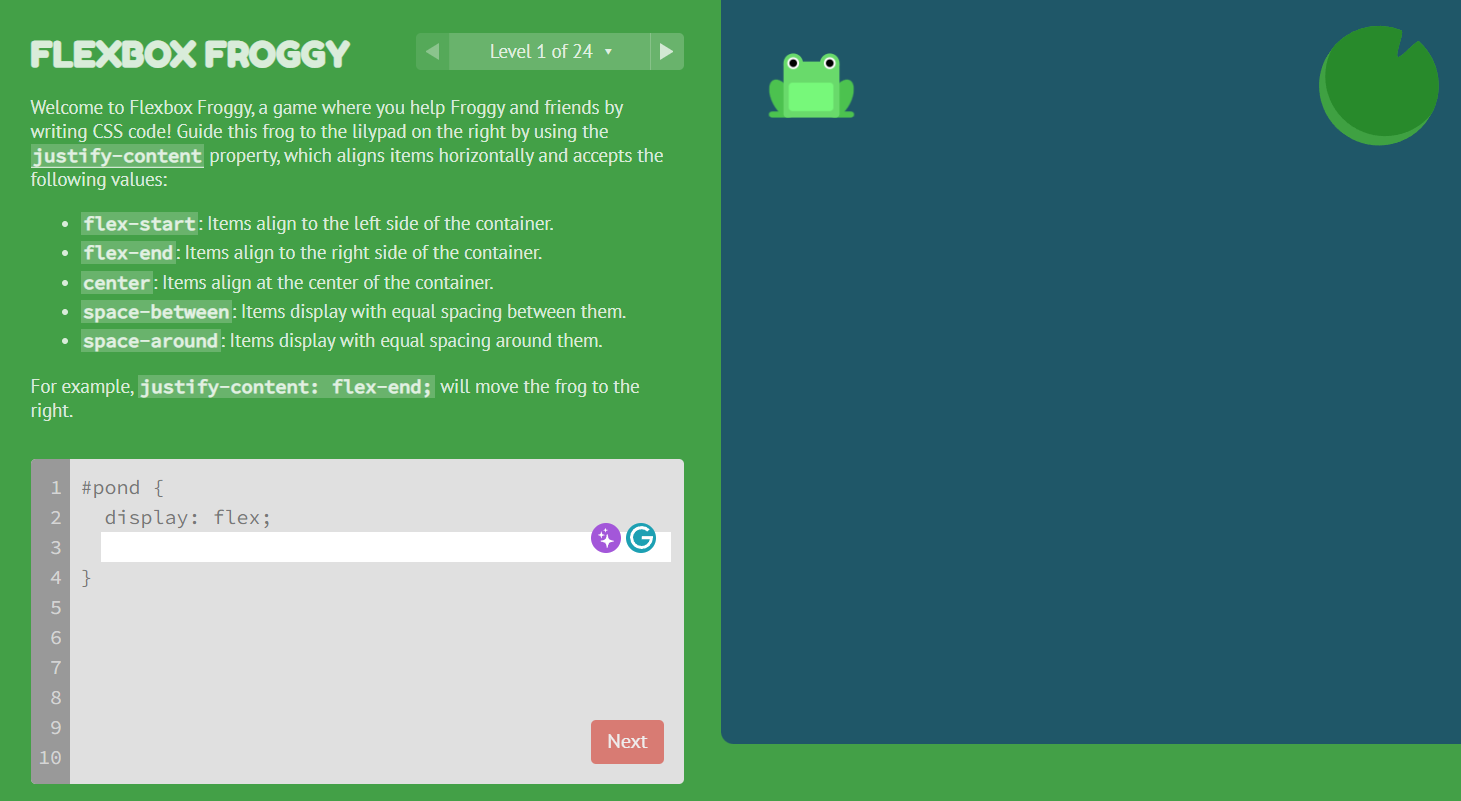 FLEXBOX FROGGY
◀ Level 1 of 24 ▾ ▶
Welcome to Flexbox Froggy, a game where you help Froggy and friends by
writing CSS code! Guide this frog to the lilypad on the right by using the
justify-content property, which aligns items horizontally and accepts the
following values:
• flex-start: Items align to the left side of the container.
• flex-end: Items align to the right side of the container.
• center: Items align at the center of the container.
• space-between: Items display with equal spacing between them.
• space-around: Items display with equal spacing around them.
For example, justify-content: flex-end; will move the frog to the
right.
1 #pond {
2 display: flex;
3
4 }
5
6
7
8
9
10
Next